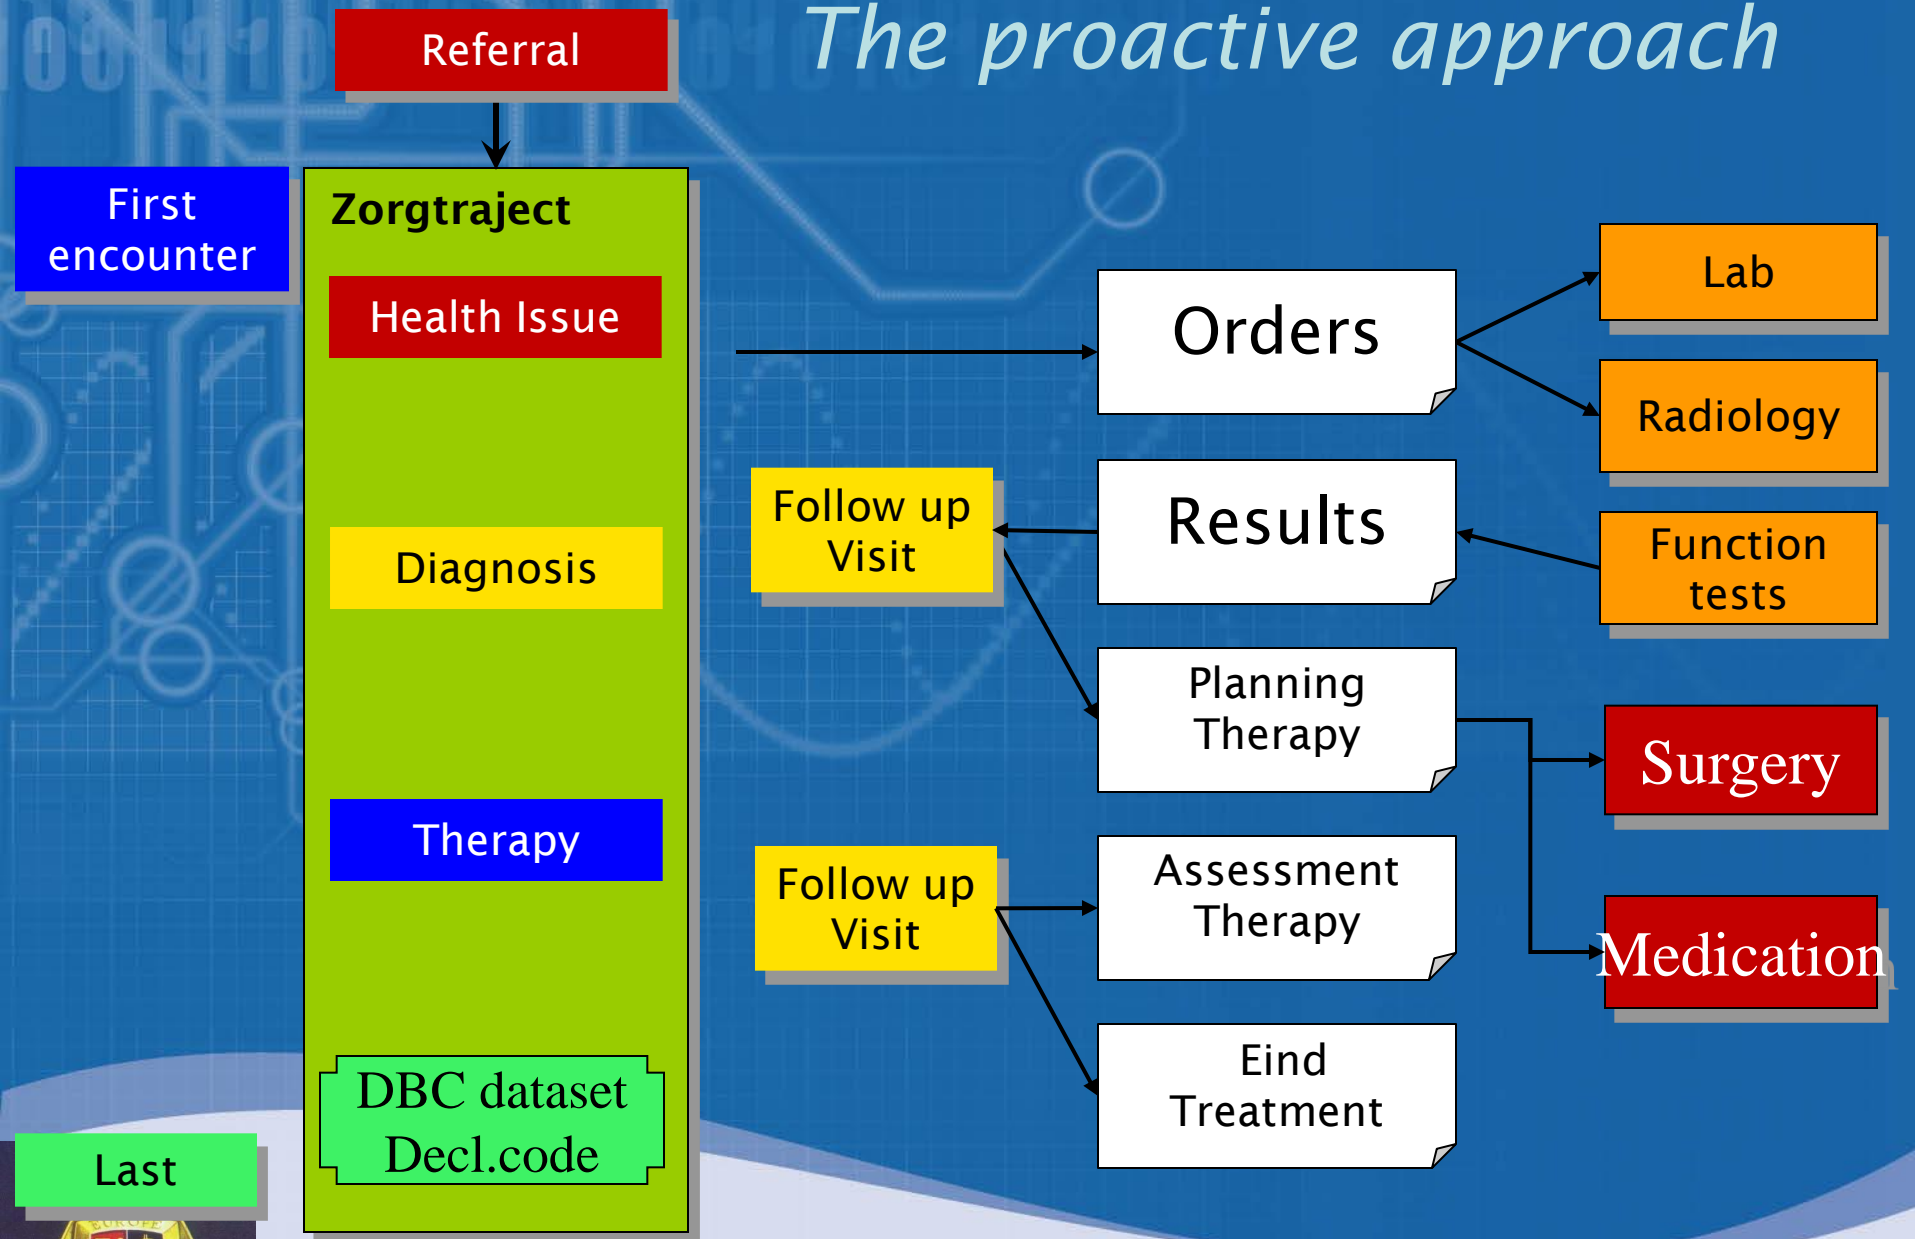 The proactive approach
Referral
First
encounter
Zorgtraject
Health Issue
Diagnosis
Therapy
DBC dataset
Decl.code
Last
Orders
Lab
Radiology
Follow up
Visit
Results
Function
tests
Planning
Therapy
Surgery
Follow up
Visit
Assessment
Therapy
Medication
Eind
Treatment
EUROPE